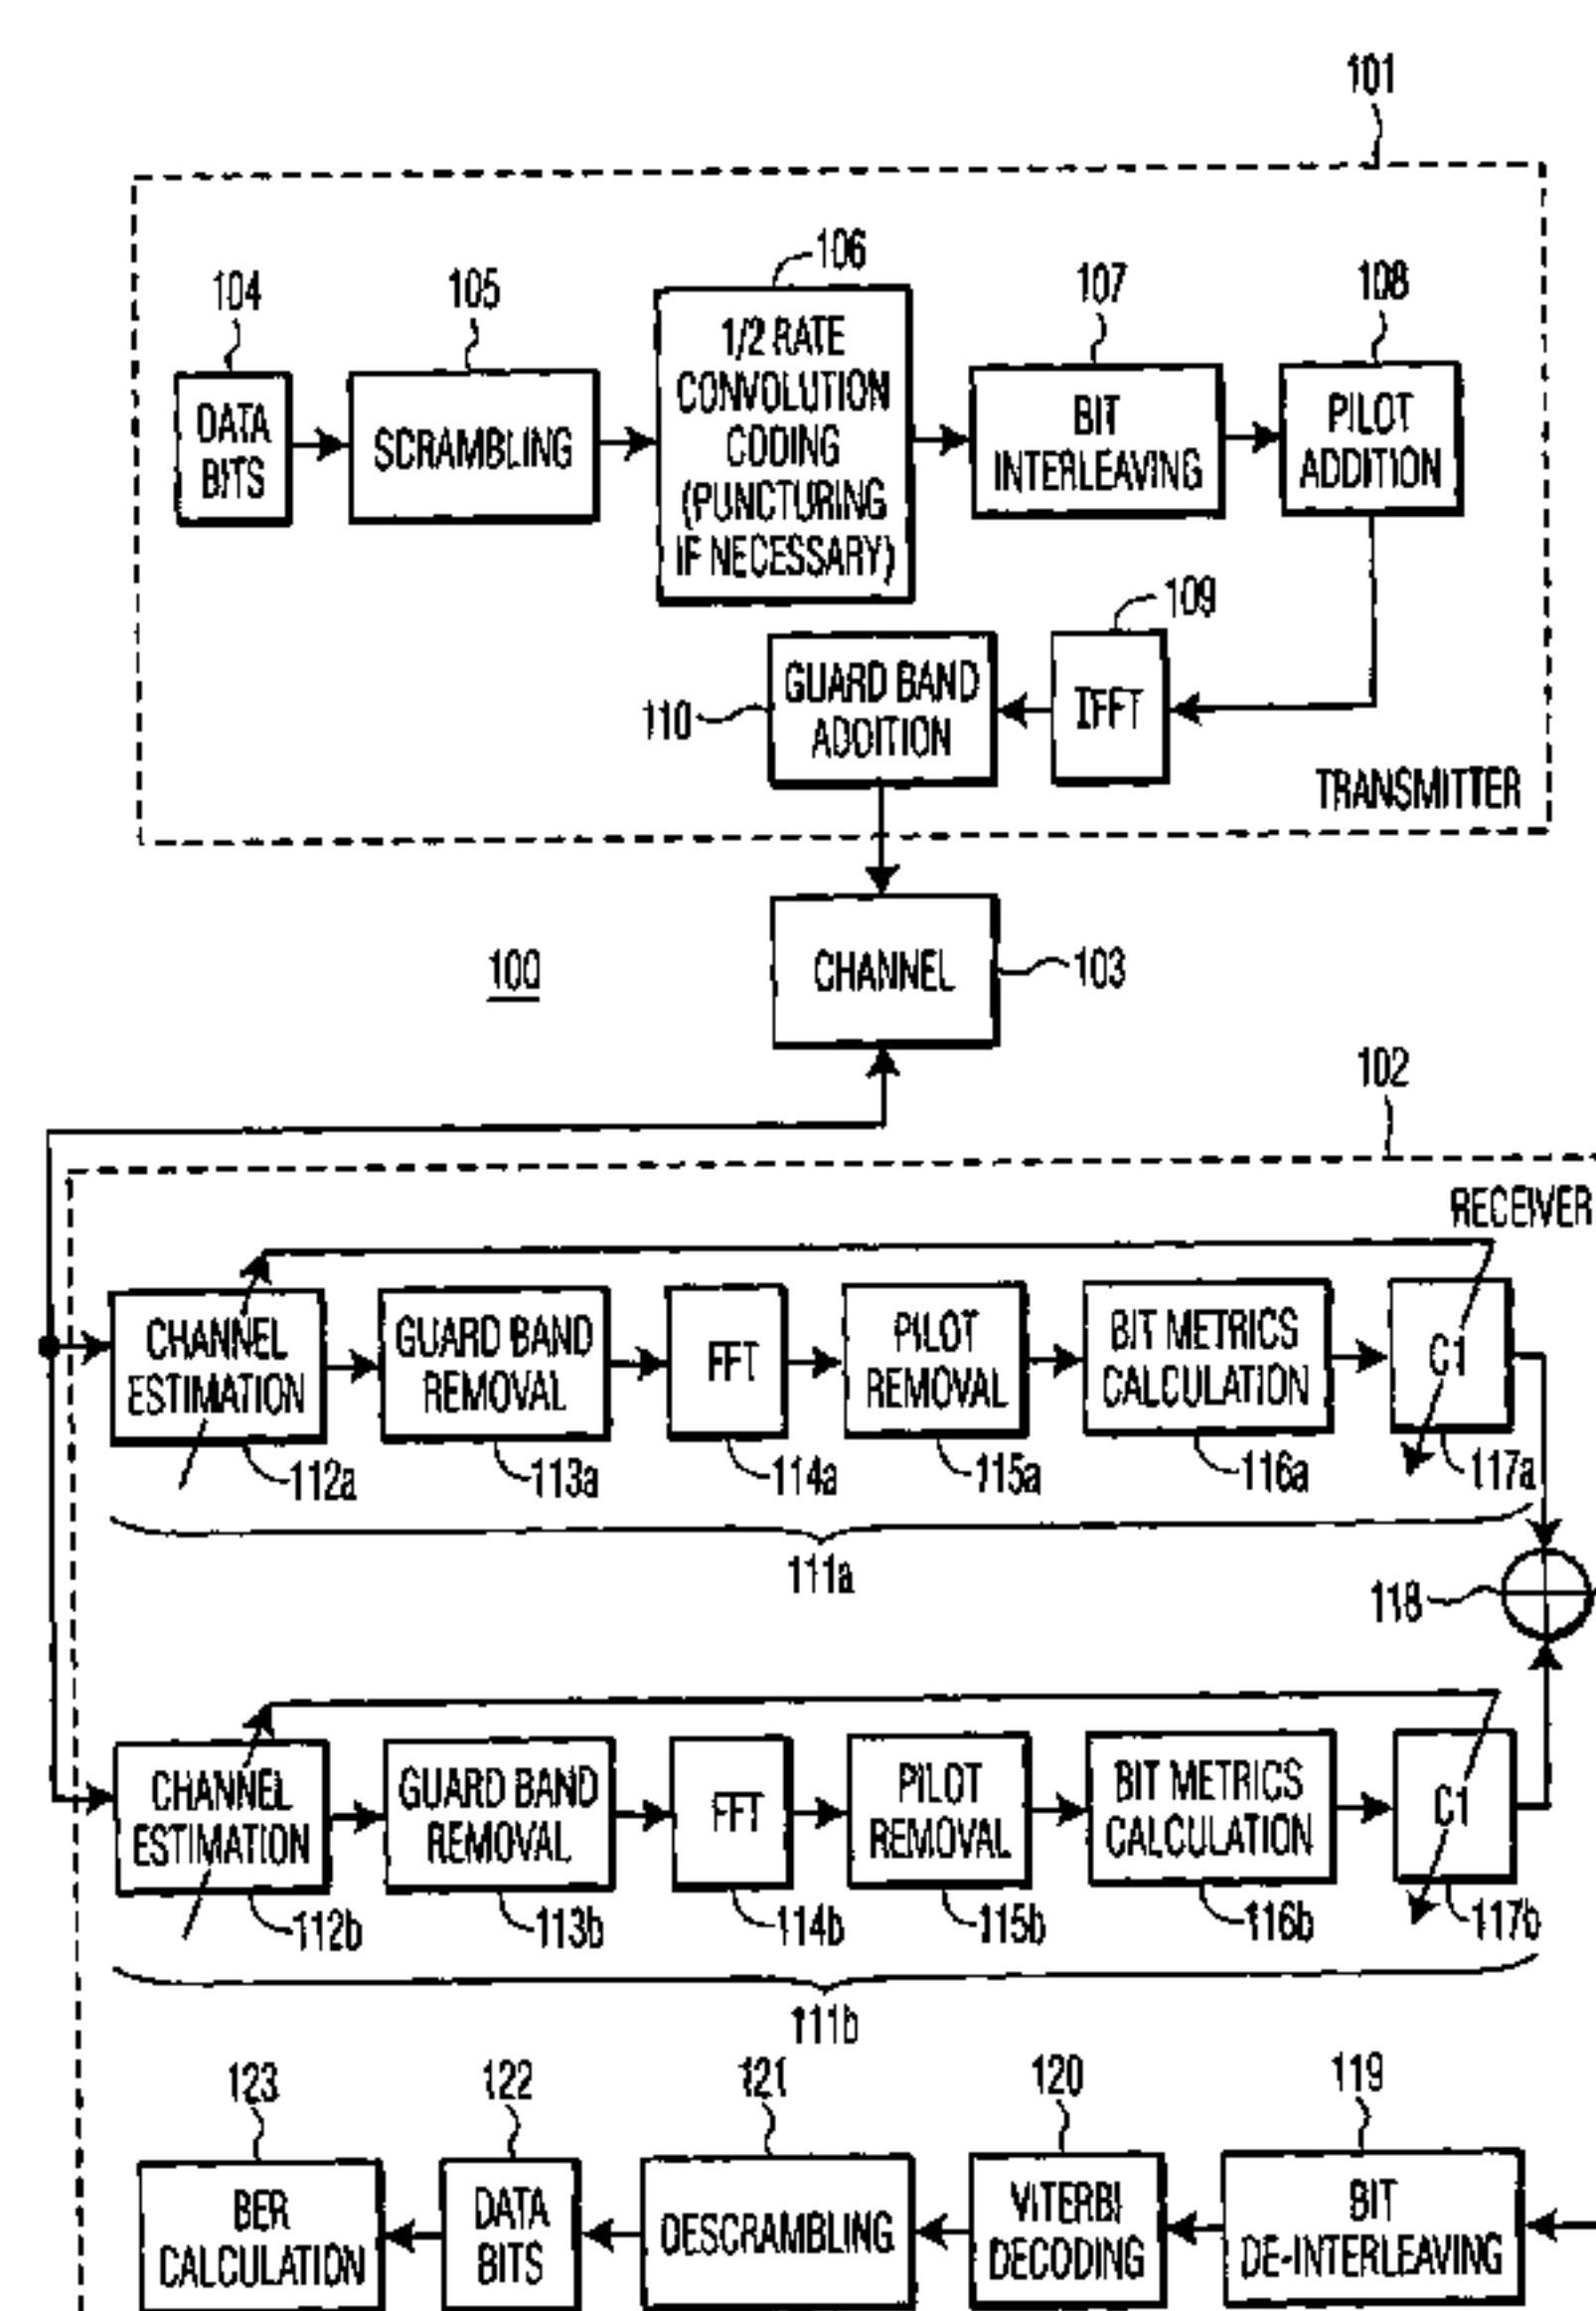 101
104
105
106
107
108
DATA
BITS
SCRAMBLING
1/2 RATE
CONVOLUTION
CODING
(PUNCTURING
IF NECESSARY)
BIT
INTERLEAVING
PILOT
ADDITION
109
110
GUARD BAND
ADDITION
IFFT
TRANSMITTER
100
CHANNEL
103
102
RECEIVER
CHANNEL
ESTIMATION
GUARD BAND
REMOVAL
FFT
PILOT
REMOVAL
BIT METRICS
CALCULATION
C1
112a
113a
114a
115a
116a
117a
111a
118
CHANNEL
ESTIMATION
GUARD BAND
REMOVAL
FFT
PILOT
REMOVAL
BIT METRICS
CALCULATION
C1
112b
113b
114b
115b
116b
117b
111b
123
122
121
120
119
BER
CALCULATION
DATA
BITS
DESCRAMBLING
VITERBI
DECODING
BIT
DE-INTERLEAVING